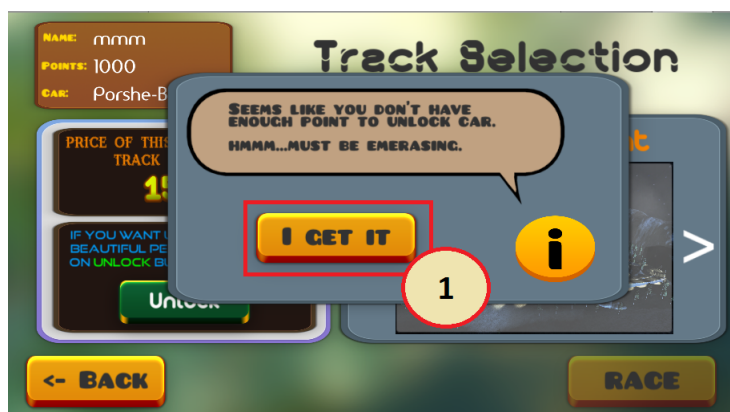 NAME: mmm
POINTS: 1000
CAR: Porshe-B
Track Selection
SEEMS LIKE YOU DON'T HAVE
ENOUGH POINT TO UNLOCK CAR.
HMMM...MUST BE EMERASING.
PRICE OF THIS
TRACK
IF YOU WANT
BEAUTIFUL
ON UNLOCK
Unlock
I GET IT
i
1
>
<- BACK
RACE